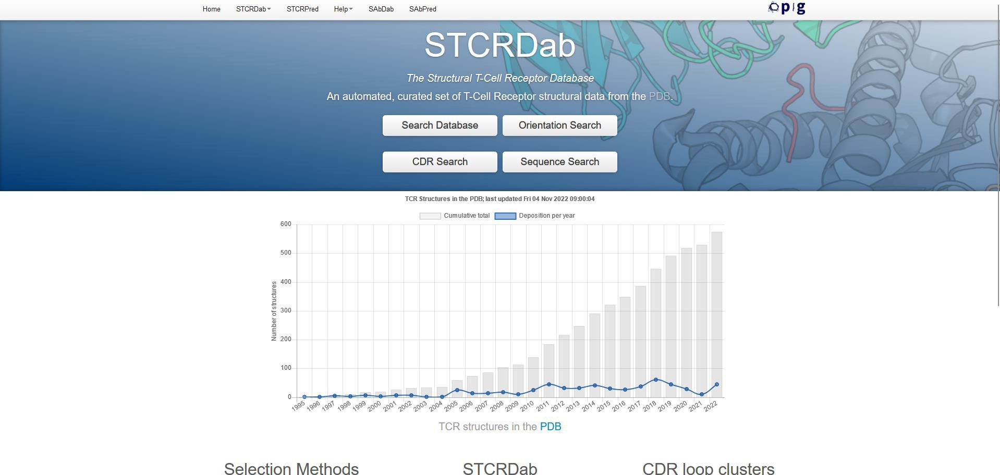 Home STCRDab STCRPred Help SAbDab SAbPred opig
STCRDab
The Structural T-Cell Receptor Database
An automated, curated set of T-Cell Receptor structural data from the PDB.
Search Database Orientation Search
CDR Search Sequence Search
TCR Structures in the PDB; last updated Fri 04 Nov 2022 09:00:04
Cumulative total Deposition per year
600
500
400
300
200
100
0
Number of structures
1995 1996 1997 1998 1999 2000 2001 2002 2003 2004 2005 2006 2007 2008 2009 2010 2011 2012 2013 2014 2015 2016 2017 2018 2019 2020 2021 2022
TCR structures in the PDB
Selection Methods STCRDab CDR loop clusters